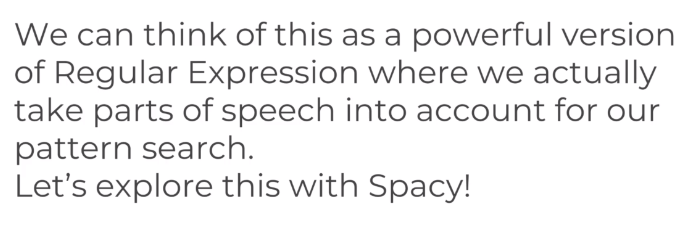 We can think of this as a powerful version
of Regular Expression where we actually
take parts of speech into account for our
pattern search.
Let’s explore this with Spacy!